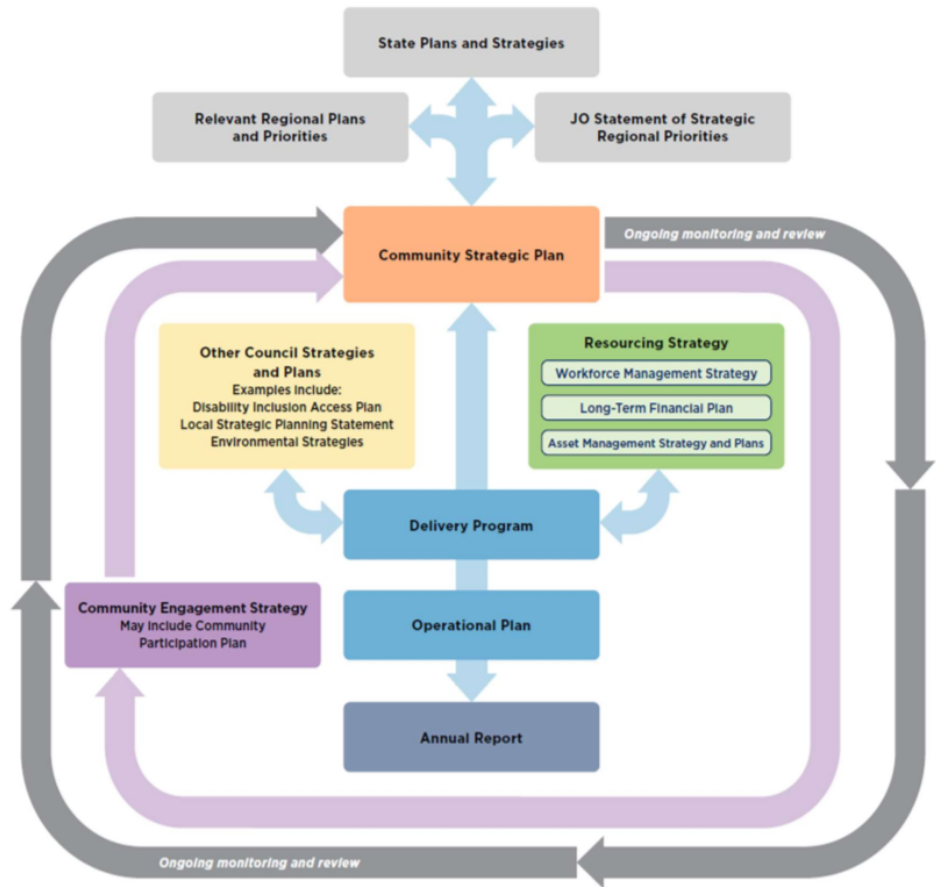 State Plans and Strategies
Relevant Regional Plans
and Priorities
JO Statement of Strategic
Regional Priorities
Community Strategic Plan
Ongoing monitoring and review
Other Council Strategies
and Plans
Examples include:
Disability Inclusion Access Plan
Local Strategic Planning Statement
Environmental Strategies
Resourcing Strategy
Workforce Management Strategy
Long-Term Financial Plan
Asset Management Strategy and Plans
Delivery Program
Community Engagement Strategy
May include Community
Participation Plan
Operational Plan
Annual Report
Ongoing monitoring and review